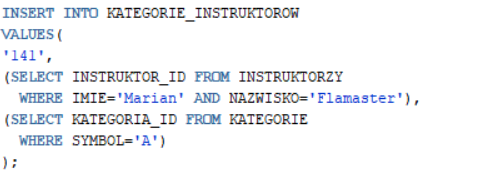 INSERT INTO KATEGORIE_INSTRUKTOROW
VALUES(
'141',
(SELECT INSTRUKTOR_ID FROM INSTRUKTORZY
WHERE IMIE='Marian' AND NAZWISKO='Flamaster'),
(SELECT KATEGORIA_ID FROM KATEGORIE
WHERE SYMBOL='A')
);